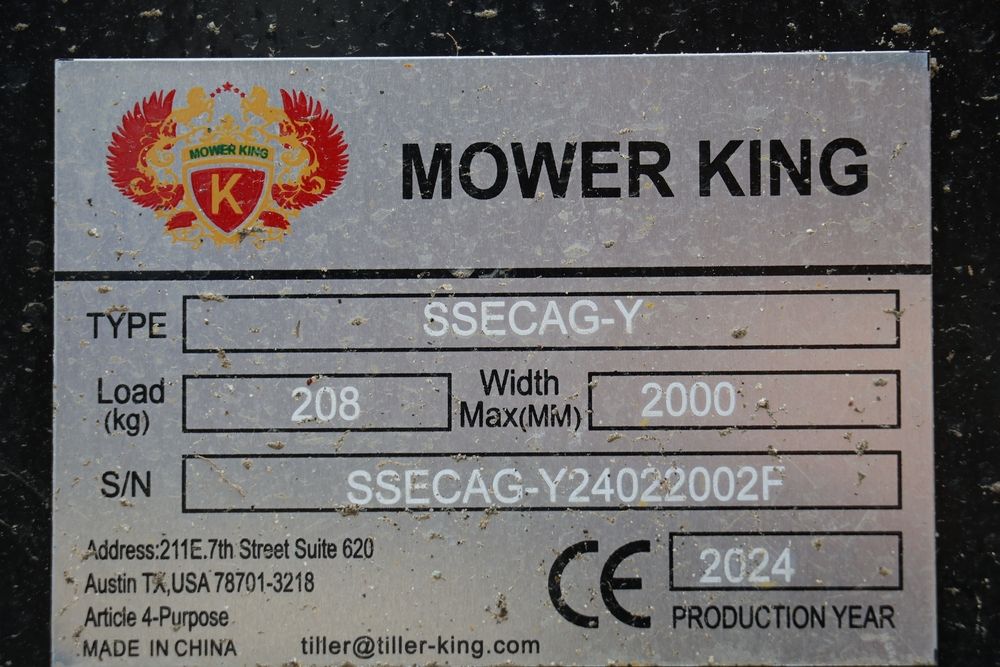 MOWER KING
K
MOWER KING
TYPE SSECAG-Y
Load (kg) 208 Width Max(MM) 2000
S/N SSECAG-Y24022002F
Address:211E.7th Street Suite 620
Austin TX,USA 78701-3218
Article 4-Purpose
MADE IN CHINA tiller@tiller-king.com
CE 2024
PRODUCTION YEAR